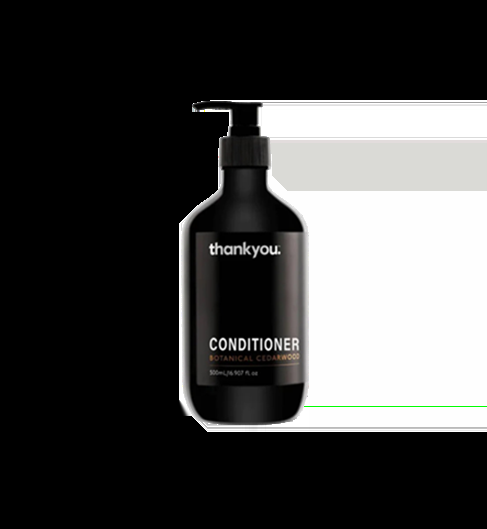 thankyou.
CONDITIONER
BOTANICAL CEDARWOOD
500mL/16.907 fl oz